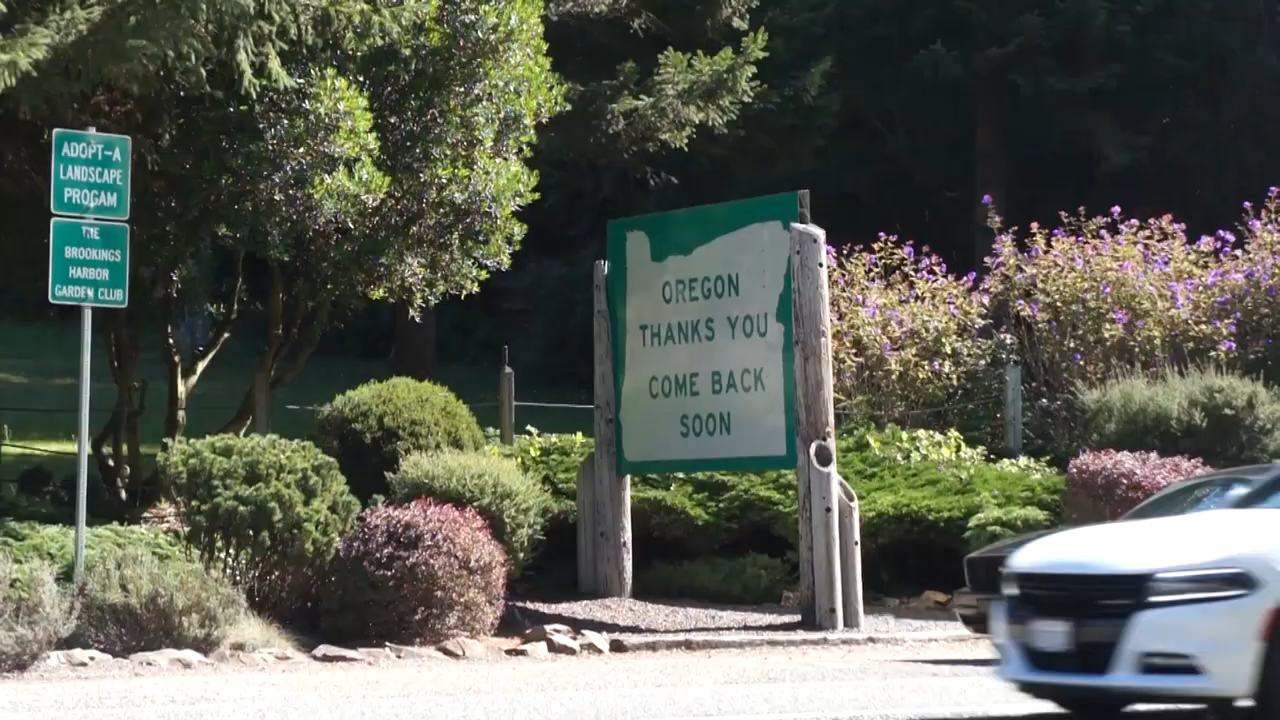 ADOPT-A
LANDSCAPE
PROGAM
THE
BROOKINGS
HARBOR
GARDEN CLUB
OREGON
THANKS YOU
COME BACK
SOON